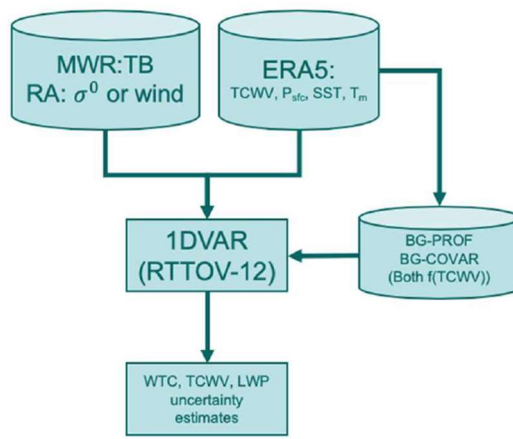 MWR:TB
RA: σ⁰ or wind
ERA5:
TCWV, Psfc, SST, Tm
1DVAR
(RTTOV-12)
BG-PROF
BG-COVAR
(Both f(TCWV))
WTC, TCWV, LWP
uncertainty
estimates